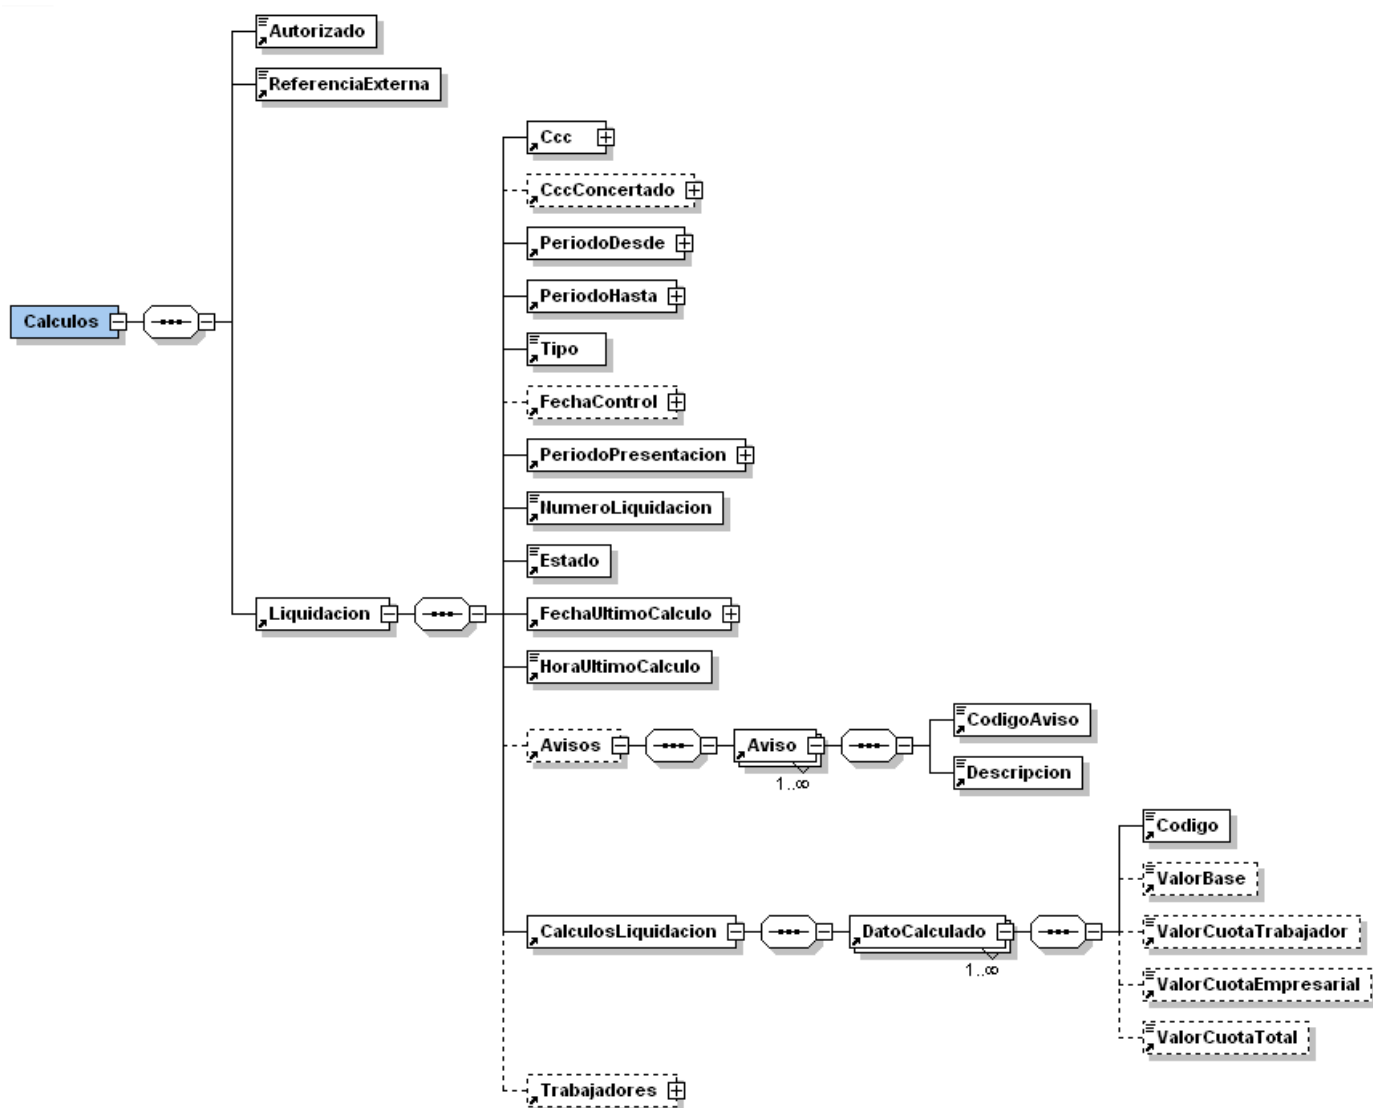 Autorizado
ReferenciaExterna
Ccc
CccConcertado
PeriodoDesde
PeriodoHasta
Calculos
Tipo
FechaControl
PeriodoPresentacion
NumeroLiquidacion
Estado
Liquidacion
FechaUltimoCalculo
HoraUltimoCalculo
CodigoAviso
Avisos
Aviso
1..∞
Descripcion
Codigo
ValorBase
CalculosLiquidacion
DatoCalculado
1..∞
ValorCuotaTrabajador
ValorCuotaEmpresarial
ValorCuotaTotal
Trabajadores